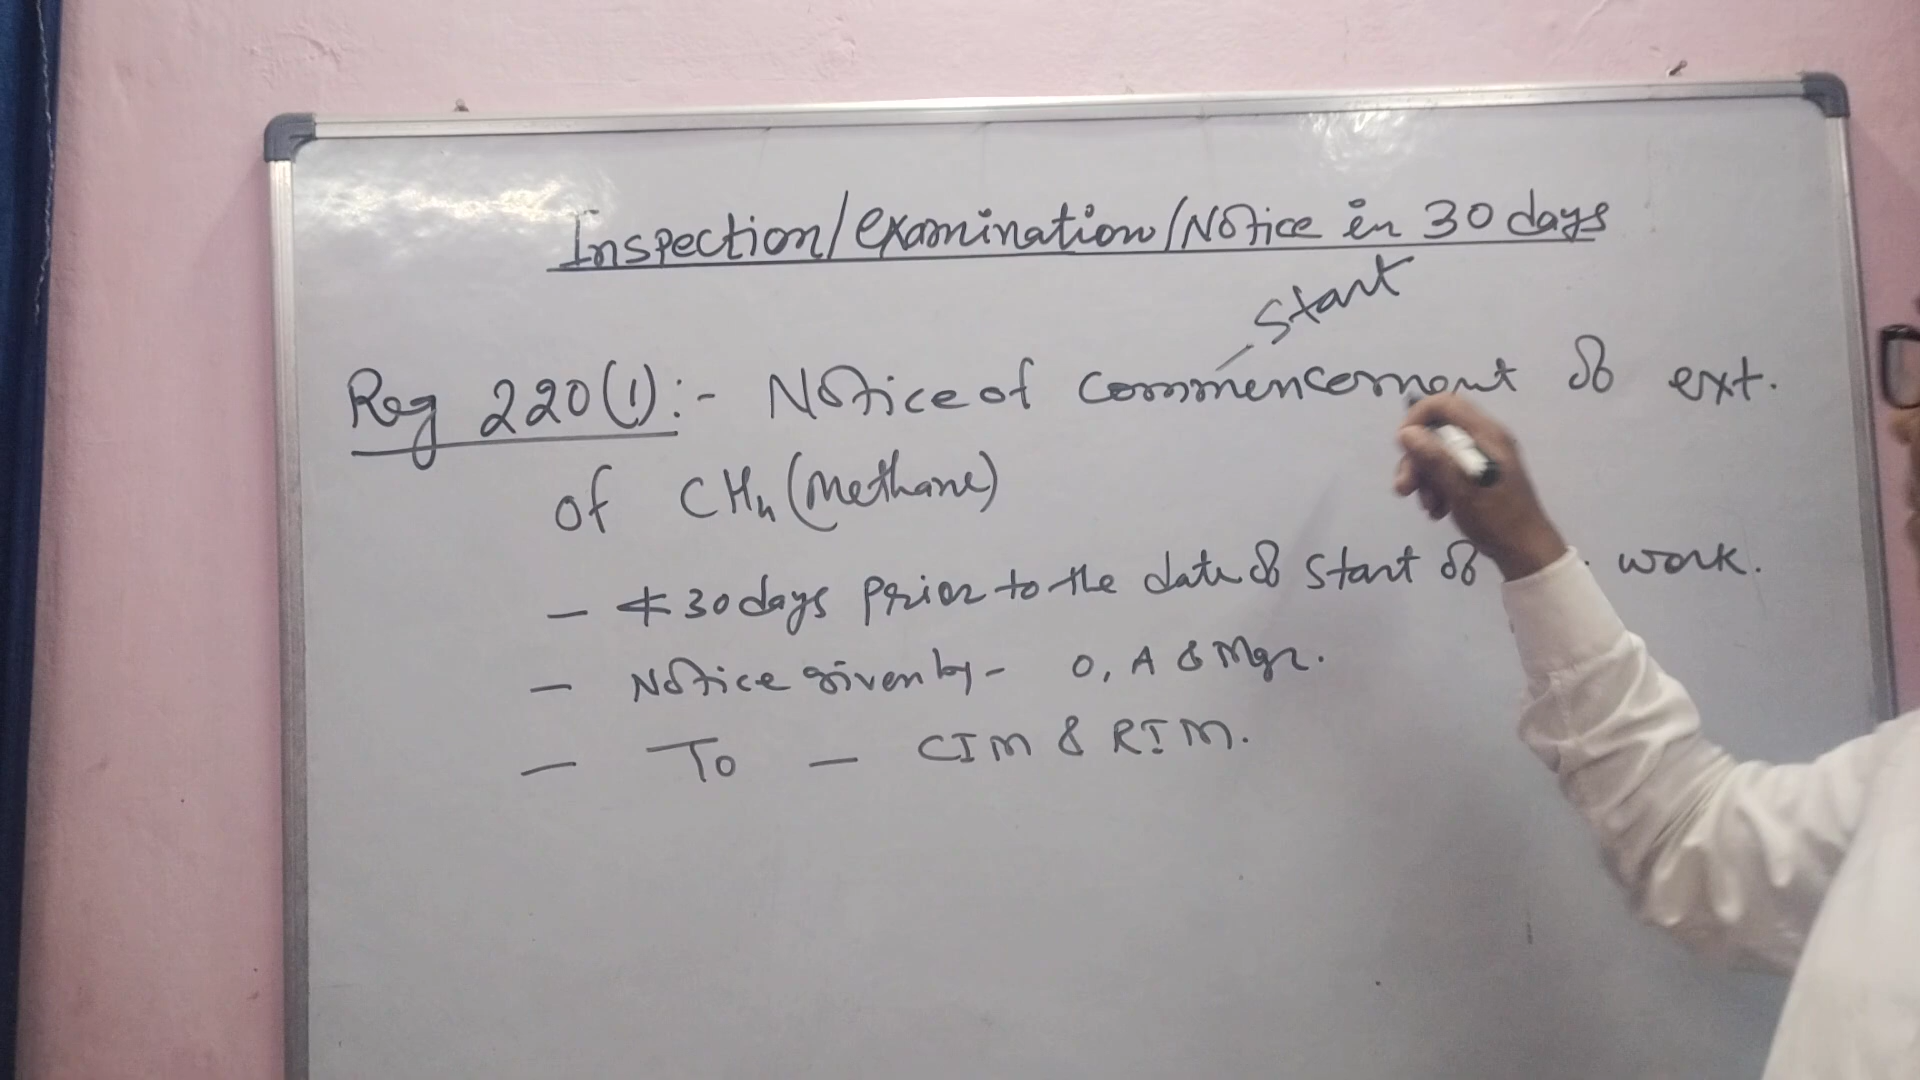 Inspection/Examination/Notice in 30 days
start
Reg 220(1):- Notice of commencement of ext.
of CH4 (Methane)
- ≮ 30 days prior to the date of start of work.
- Notice given by - O, A & Mgr.
- To - CIM & RIM.